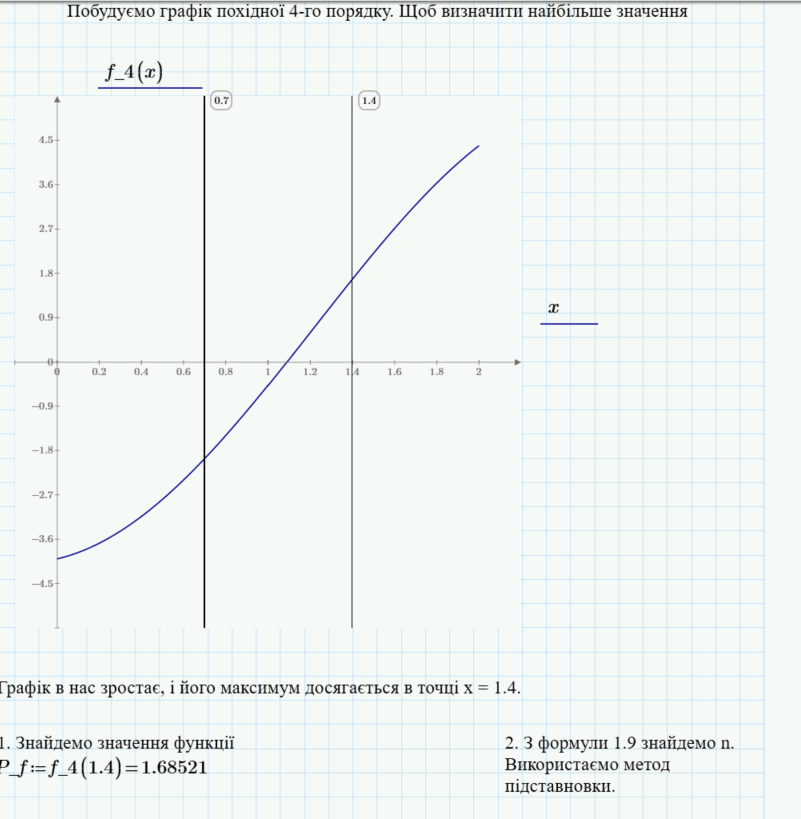 Побудуємо графік похідної 4-го порядку. Щоб визначити найбільше значення
f_4(x)
0.7
1.4
4.5
3.6
2.7
1.8
0.9
0
−0.9
−1.8
−2.7
−3.6
−4.5
0 0.2 0.4 0.6 0.8 1 1.2 1.4 1.6 1.8 2
x
Графік в нас зростає, і його максимум досягається в точці x = 1.4.
1. Знайдемо значення функції
P_f:=f_4(1.4)=1.68521
2. З формули 1.9 знайдемо n.
Використаємо метод
підставновки.